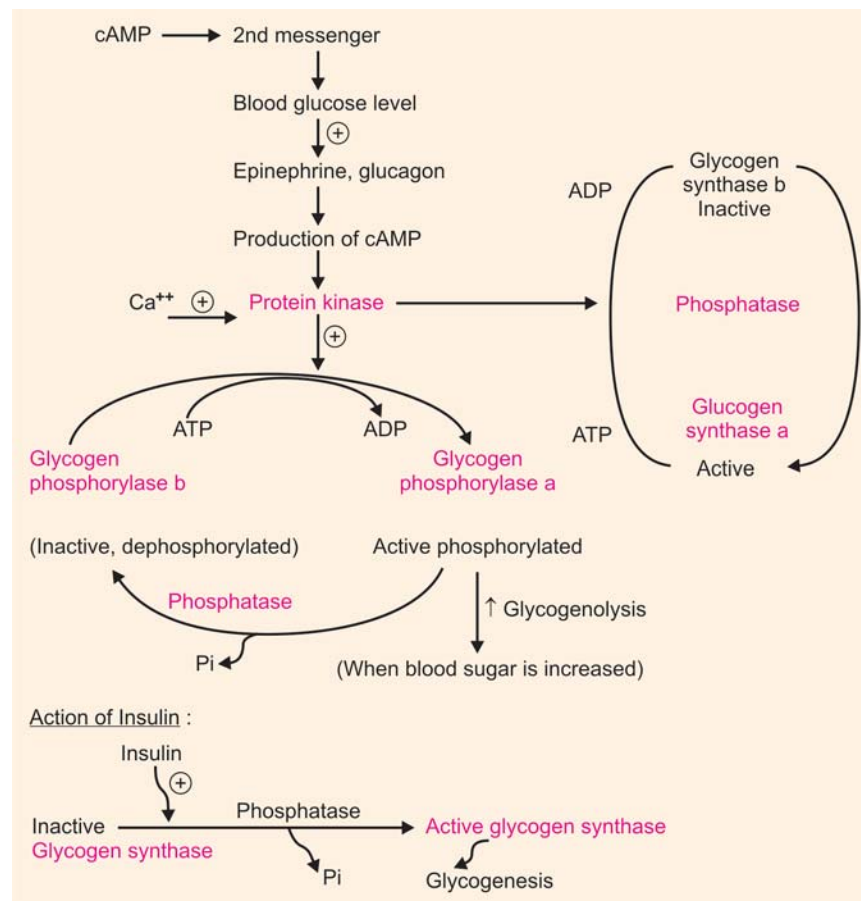 cAMP 2nd messenger
Blood glucose level
+
Epinephrine, glucagon
Production of cAMP
Ca++ + Protein kinase
+
ADP
Glycogen
synthase b
Inactive
Phosphatase
Glucogen
synthase a
ATP
Active
ATP ADP
Glycogen
phosphorylase b
Glycogen
phosphorylase a
(Inactive, dephosphorylated) Active phosphorylated
Phosphatase
↑ Glycogenolysis
Pi
(When blood sugar is increased)
Action of Insulin :
Insulin
+
Inactive
Glycogen synthase
Phosphatase
Active glycogen synthase
Pi
Glycogenesis